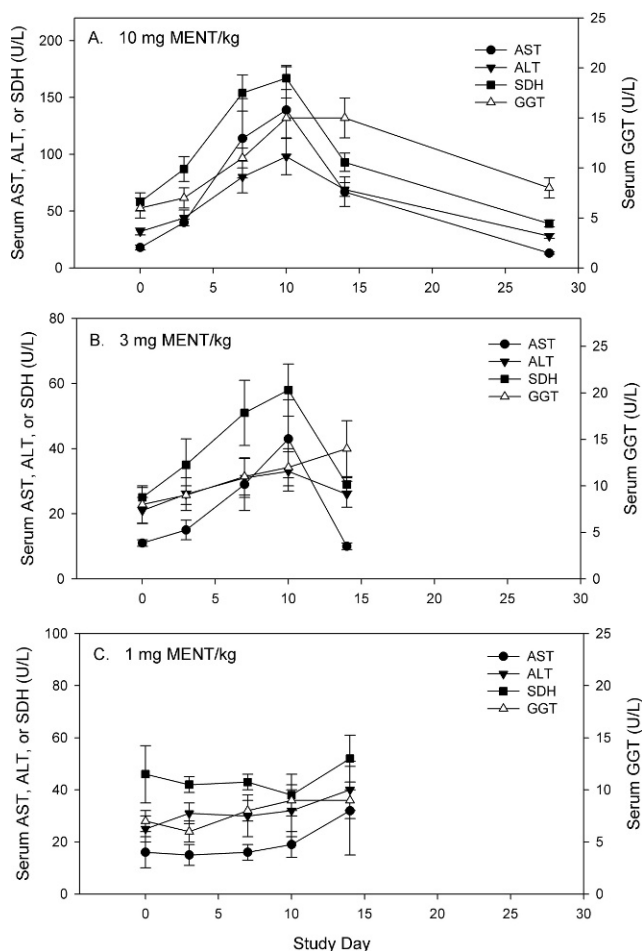 A. 10 mg MENT/kg
AST
ALT
SDH
GGT
Serum AST, ALT, or SDH (U/L)
200
150
100
50
0
Serum GGT (U/L)
25
20
15
10
5
0
0 5 10 15 20 25 30
B. 3 mg MENT/kg
AST
ALT
SDH
GGT
Serum AST, ALT, or SDH (U/L)
80
60
40
20
0
Serum GGT (U/L)
25
20
15
10
5
0
0 5 10 15 20 25 30
C. 1 mg MENT/kg
AST
ALT
SDH
GGT
Serum AST, ALT, or SDH (U/L)
100
80
60
40
20
0
Serum GGT (U/L)
25
20
15
10
5
0
0 5 10 15 20 25 30
Study Day